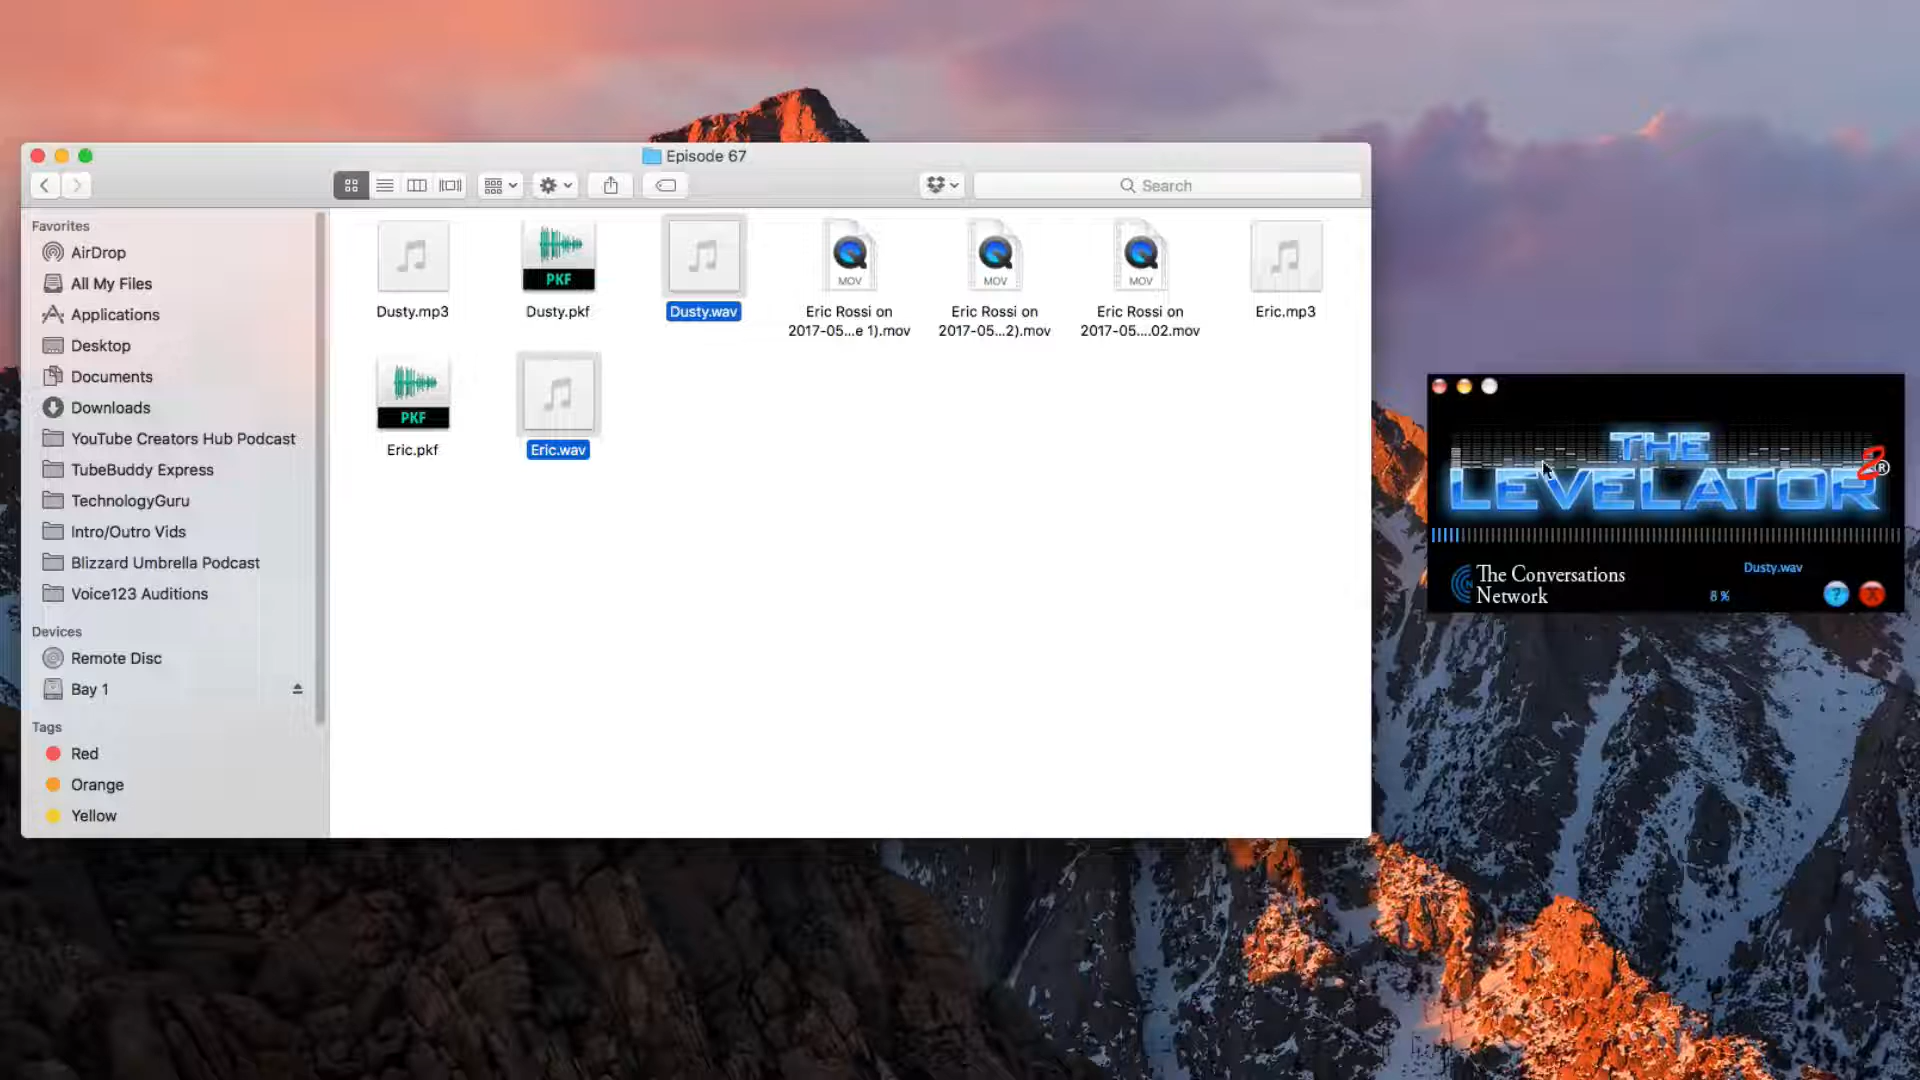 Episode 67
Search
Favorites
AirDrop
All My Files
Applications
Desktop
Documents
Downloads
YouTube Creators Hub Podcast
TubeBuddy Express
TechnologyGuru
Intro/Outro Vids
Blizzard Umbrella Podcast
Voice123 Auditions
Devices
Remote Disc
Bay 1
Tags
Red
Orange
Yellow
PKF
MOV
MOV
MOV
Dusty.mp3
Dusty.pkf
Dusty.wav
Eric Rossi on
2017-05...e 1).mov
Eric Rossi on
2017-05...2).mov
Eric Rossi on
2017-05....02.mov
Eric.mp3
PKF
Eric.pkf
Eric.wav
THE
LEVELATOR 2®
The Conversations
Network
Dusty.wav
8 %
?
X